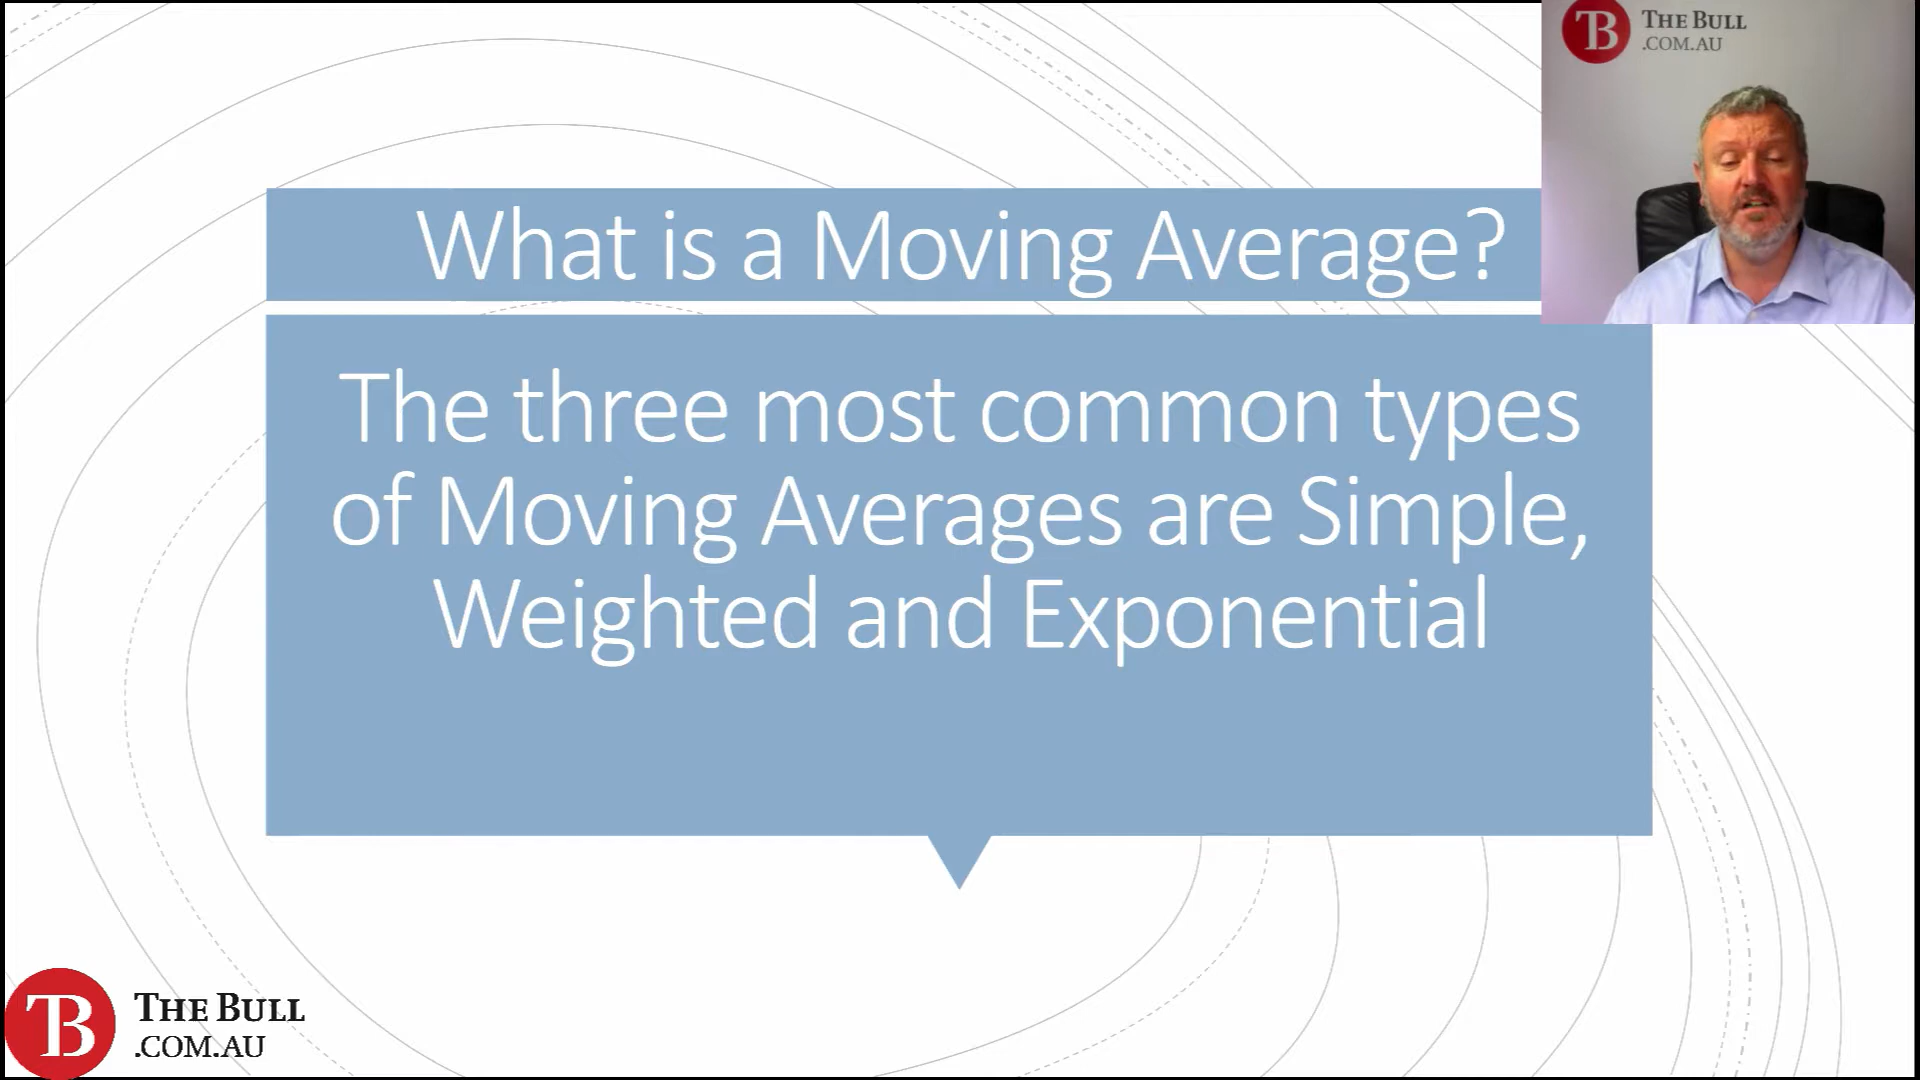 THE BULL
.COM.AU
What is a Moving Average?
The three most common types
of Moving Averages are Simple,
Weighted and Exponential
TB
THE BULL
.COM.AU
TB